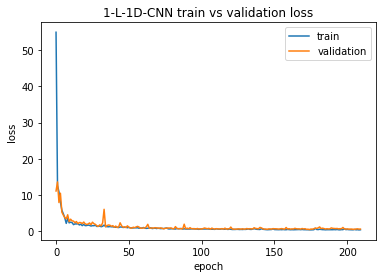 1-L-1D-CNN train vs validation loss
train
validation
50
40
30
20
10
0
loss
0
50
100
150
200
epoch